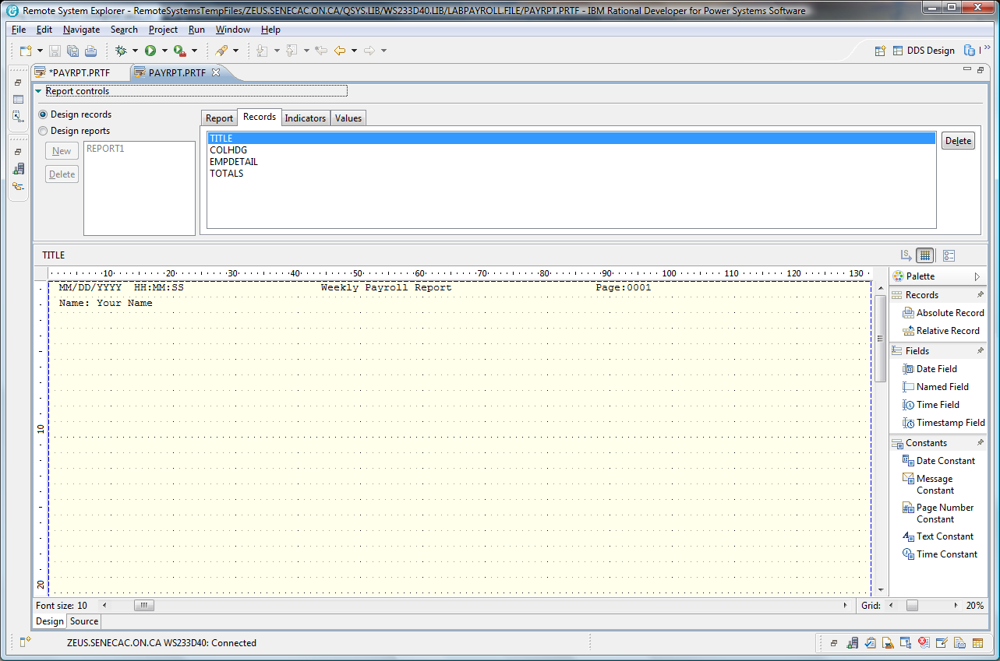 Remote System Explorer - RemoteSystemsTempFiles/ZEUS.SENECAC.ON.CA/QSYS.LIB/WS233D40.LIB/LABPAYROLL.FILE/PAYRPT.PRTF - IBM Rational Developer for Power Systems Software
File Edit Navigate Search Project Run Window Help
DDS Design
*PAYRPT.PRTF PAYRPT.PRTF
Report controls
Design records
Design reports
New
Delete
REPORT1
Report Records Indicators Values
TITLE
COLHDG
EMPDETAIL
TOTALS
Delete
TITLE
10 20 30 40 50 60 70 80 90 100 110 120 130
MM/DD/YYYY HH:MM:SS Weekly Payroll Report Page:0001
Name: Your Name
10
20
Palette
Records
Absolute Record
Relative Record
Fields
Date Field
Named Field
Time Field
Timestamp Field
Constants
Date Constant
Message
Constant
Page Number
Constant
Text Constant
Time Constant
Font size: 10 Grid: 20%
Design Source
ZEUS.SENECAC.ON.CA WS233D40: Connected